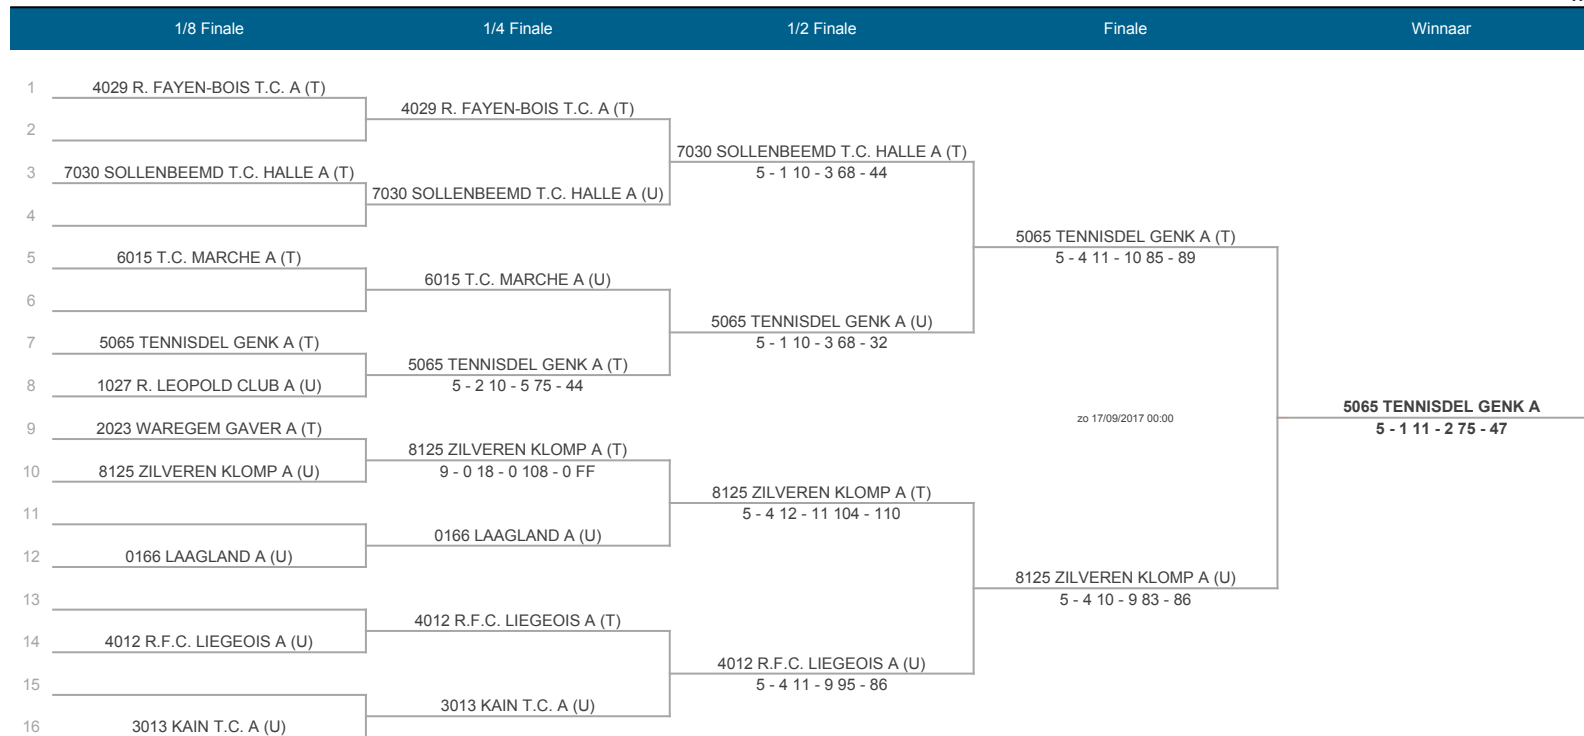 1/8 Finale 1/4 Finale 1/2 Finale Finale Winnaar
1 4029 R. FAYEN-BOIS T.C. A (T)
4029 R. FAYEN-BOIS T.C. A (T)
2
7030 SOLLENBEEMD T.C. HALLE A (T)
5 - 1 10 - 3 68 - 44
3 7030 SOLLENBEEMD T.C. HALLE A (T)
7030 SOLLENBEEMD T.C. HALLE A (U)
4
5065 TENNISDEL GENK A (T)
5 - 4 11 - 10 85 - 89
5 6015 T.C. MARCHE A (T)
6015 T.C. MARCHE A (U)
6
5065 TENNISDEL GENK A (U)
5 - 1 10 - 3 68 - 32
7 5065 TENNISDEL GENK A (T)
5065 TENNISDEL GENK A (T)
5 - 2 10 - 5 75 - 44
8 1027 R. LEOPOLD CLUB A (U)
5065 TENNISDEL GENK A
zo 17/09/2017 00:00
5 - 1 11 - 2 75 - 47
9 2023 WAREGEM GAVER A (T)
8125 ZILVEREN KLOMP A (T)
9 - 0 18 - 0 108 - 0 FF
10 8125 ZILVEREN KLOMP A (U)
8125 ZILVEREN KLOMP A (T)
5 - 4 12 - 11 104 - 110
11
0166 LAAGLAND A (U)
12 0166 LAAGLAND A (U)
8125 ZILVEREN KLOMP A (U)
5 - 4 10 - 9 83 - 86
13
4012 R.F.C. LIEGEOIS A (T)
14 4012 R.F.C. LIEGEOIS A (U)
4012 R.F.C. LIEGEOIS A (U)
5 - 4 11 - 9 95 - 86
15
3013 KAIN T.C. A (U)
16 3013 KAIN T.C. A (U)